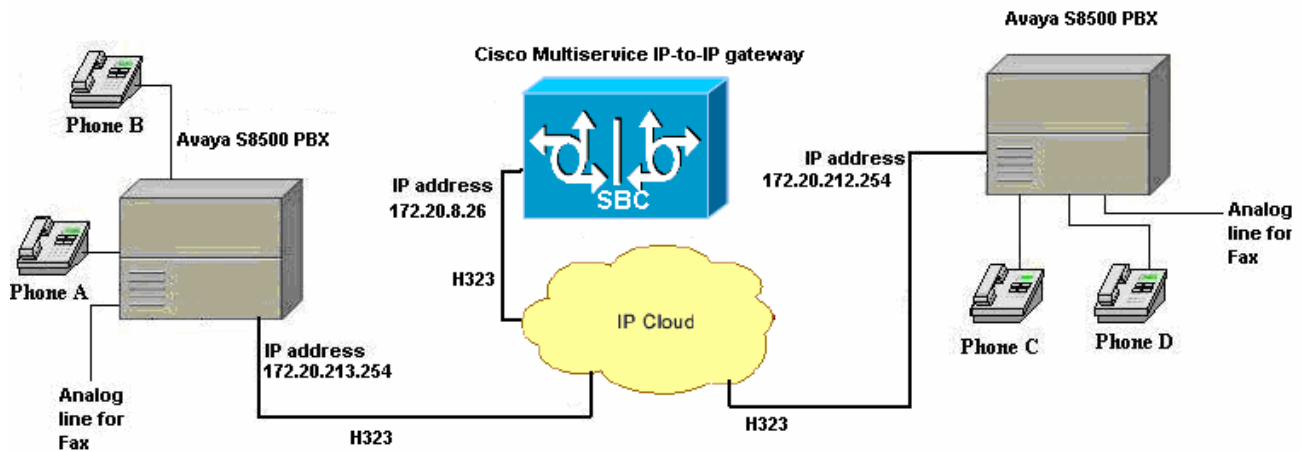 Avaya S8500 PBX
Cisco Multiservice IP-to-IP gateway
Phone B
Avaya S8500 PBX
IP address
172.20.8.26
SBC
IP address
172.20.212.254
Analog
line for
Fax
Phone A
H323
IP Cloud
Phone C
Phone D
IP address
172.20.213.254
Analog
line for
Fax
H323
H323